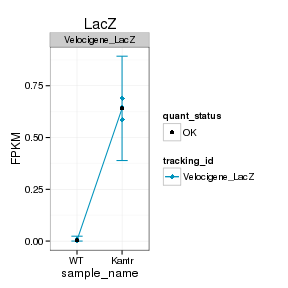 LacZ
Velocigene_LacZ
0.75
0.50
0.25
0.00
FPKM
WT Kantr
sample_name
quant_status
OK
tracking_id
Velocigene_LacZ